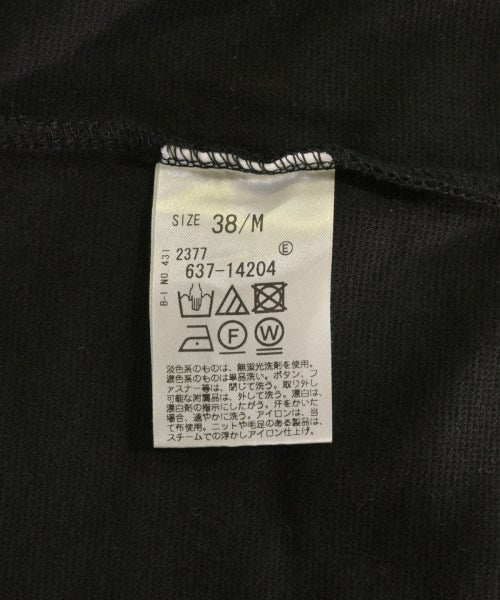 SIZE 38/M
B-1 NO.431
2377 E
637-14204
F W
淡色系のものは、無蛍光洗剤を使用。
濃色系のものは単品洗い。ボタン、フ
ァスナー等は、閉じて洗う。取り外し
可能な附属品は、外して洗う。漂白は、
漂白剤の指示にしたがう。汗をかいた
場合、速やかに洗う。アイロンは、当
て布使用。ニットや毛足のある製品は、
スチームでの浮かしアイロン仕上げ。